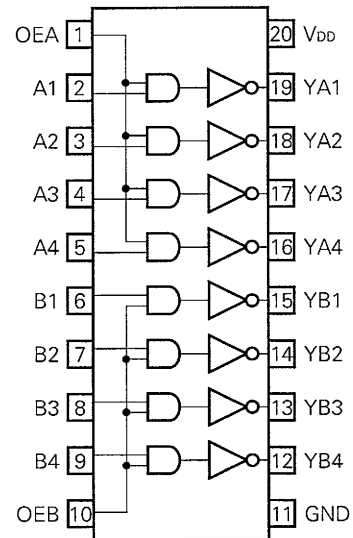 OEA 1 20 VDD
A1 2 19 YA1
A2 3 18 YA2
A3 4 17 YA3
A4 5 16 YA4
B1 6 15 YB1
B2 7 14 YB2
B3 8 13 YB3
B4 9 12 YB4
OEB 10 11 GND